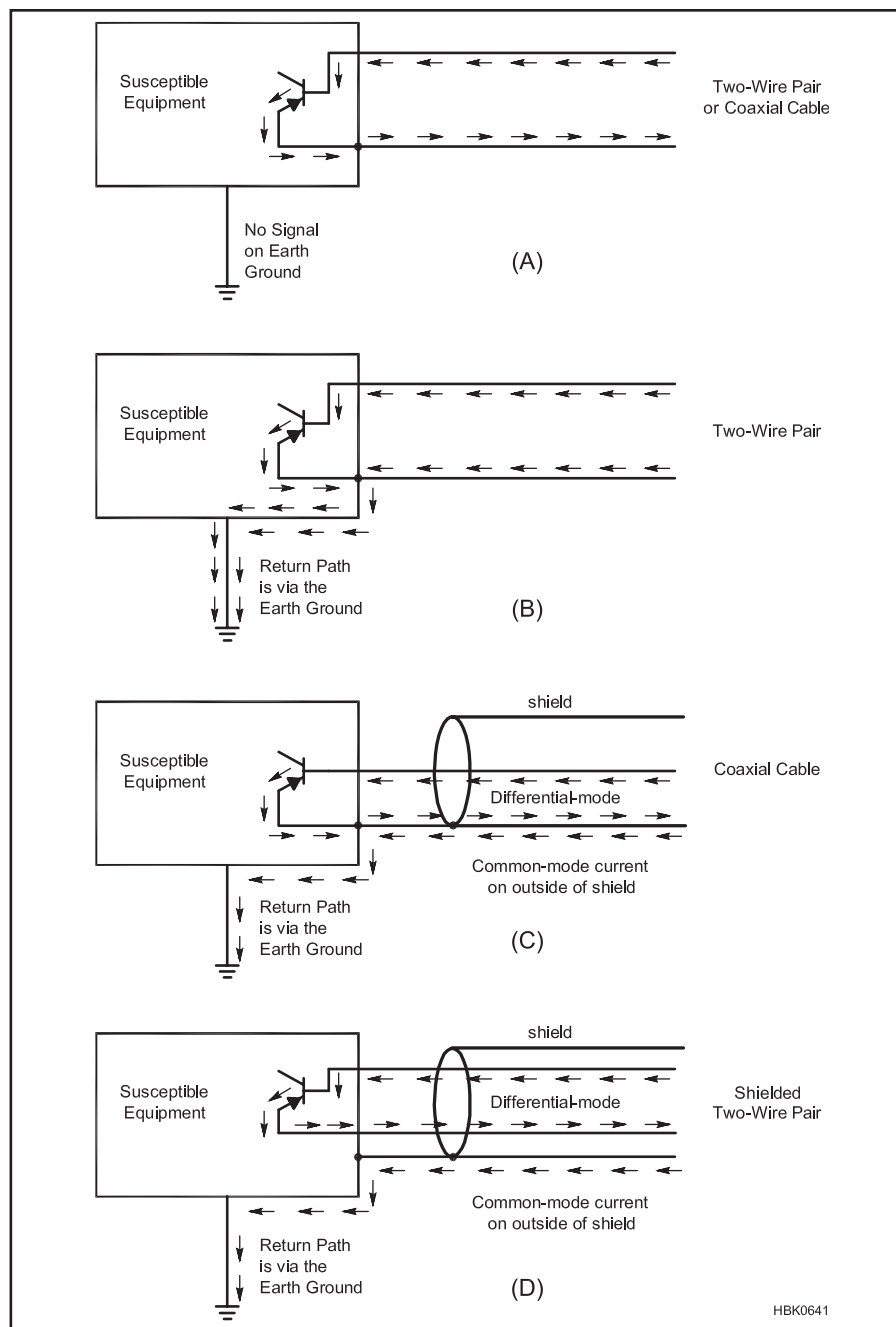 Susceptible
Equipment
Two-Wire Pair
or Coaxial Cable
No Signal
on Earth
Ground
(A)
Susceptible
Equipment
Two-Wire Pair
Return Path
is via the
Earth Ground
(B)
shield
Susceptible
Equipment
Coaxial Cable
Differential-mode
Common-mode current
on outside of shield
Return Path
is via the
Earth Ground
(C)
shield
Susceptible
Equipment
Differential-mode
Shielded
Two-Wire Pair
Common-mode current
on outside of shield
Return Path
is via the
Earth Ground
(D)
HBK0641